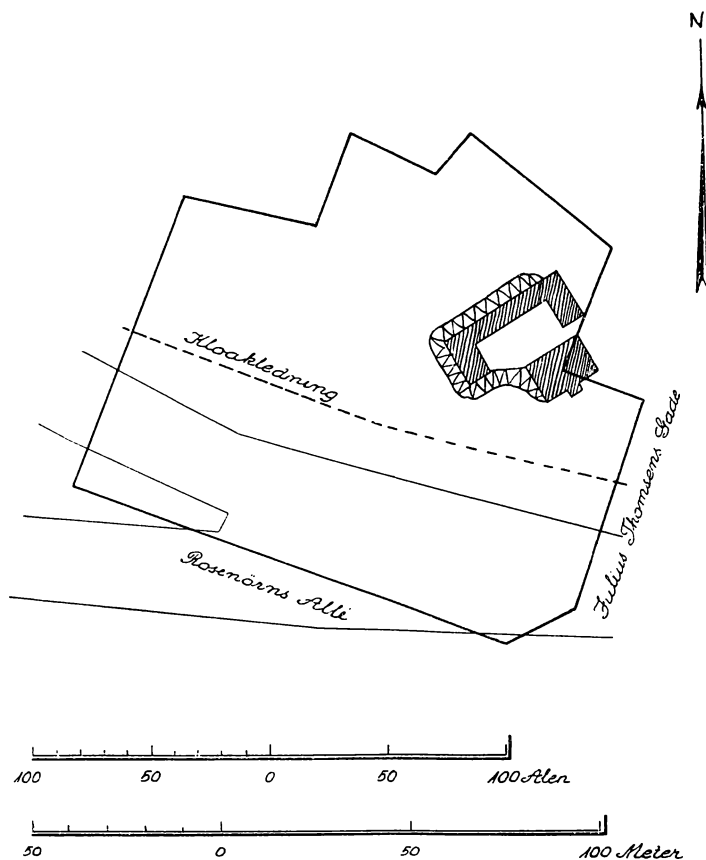 N
Kloakledning
Julius Thomsens Gade
Rosenörns Allé
100 50 0 50 100 Alen
50 0 50 100 Meter